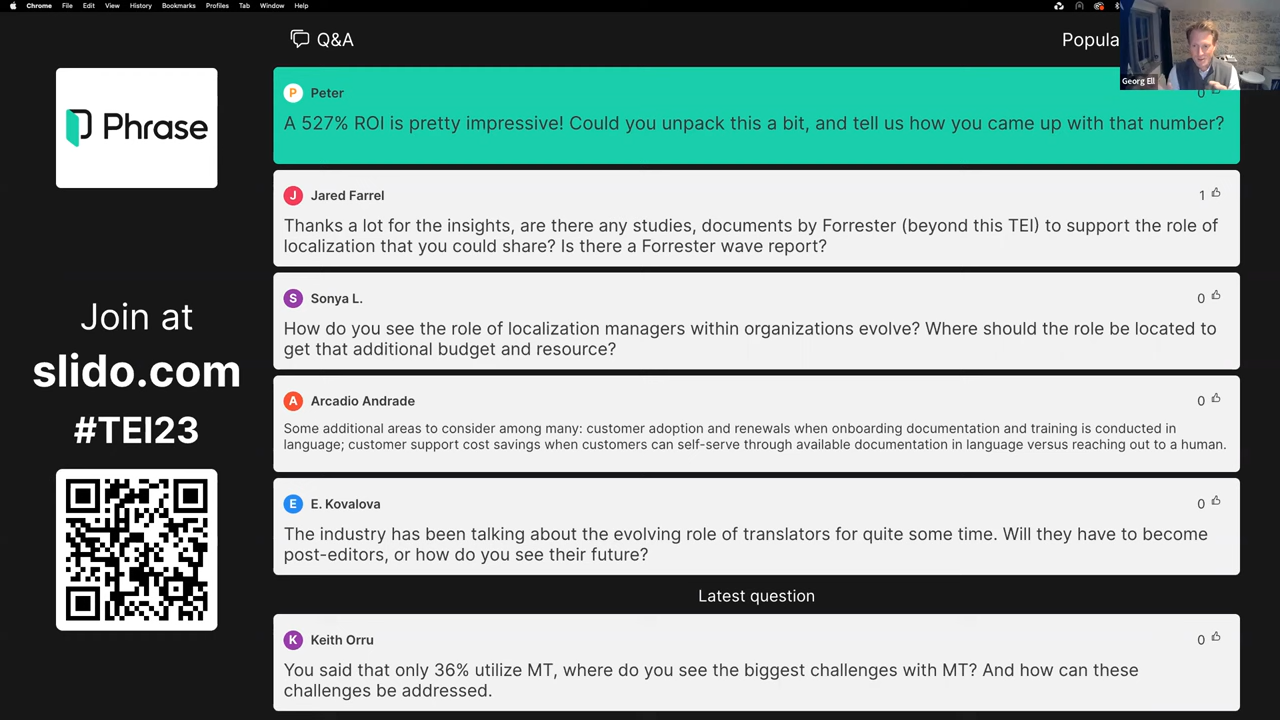 Chrome File Edit View History Bookmarks Profiles Tab Window Help
Q&A
Popula
Georg Ell
Phrase
Join at
slido.com
#TEI23
P Peter 0
A 527% ROI is pretty impressive! Could you unpack this a bit, and tell us how you came up with that number?
J Jared Farrel 1
Thanks a lot for the insights, are there any studies, documents by Forrester (beyond this TEI) to support the role of
localization that you could share? Is there a Forrester wave report?
S Sonya L. 0
How do you see the role of localization managers within organizations evolve? Where should the role be located to
get that additional budget and resource?
A Arcadio Andrade 0
Some additional areas to consider among many: customer adoption and renewals when onboarding documentation and training is conducted in
language; customer support cost savings when customers can self-serve through available documentation in language versus reaching out to a human.
E E. Kovalova 0
The industry has been talking about the evolving role of translators for quite some time. Will they have to become
post-editors, or how do you see their future?
Latest question
K Keith Orru 0
You said that only 36% utilize MT, where do you see the biggest challenges with MT? And how can these
challenges be addressed.